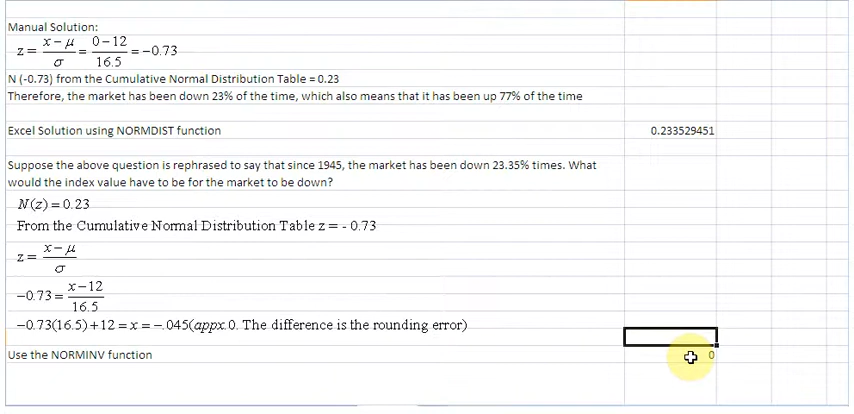 Manual Solution:
z = x − μ / σ = 0 − 12 / 16.5 = −0.73
N (-0.73) from the Cumulative Normal Distribution Table = 0.23
Therefore, the market has been down 23% of the time, which also means that it has been up 77% of the time
Excel Solution using NORMDIST function 0.233529451
Suppose the above question is rephrased to say that since 1945, the market has been down 23.35% times. What
would the index value have to be for the market to be down?
N(z) = 0.23
From the Cumulative Normal Distribution Table z = - 0.73
z = x − μ / σ
−0.73 = x − 12 / 16.5
−0.73(16.5) + 12 = x = −.045(appx.0. The difference is the rounding error)
Use the NORMINV function 0